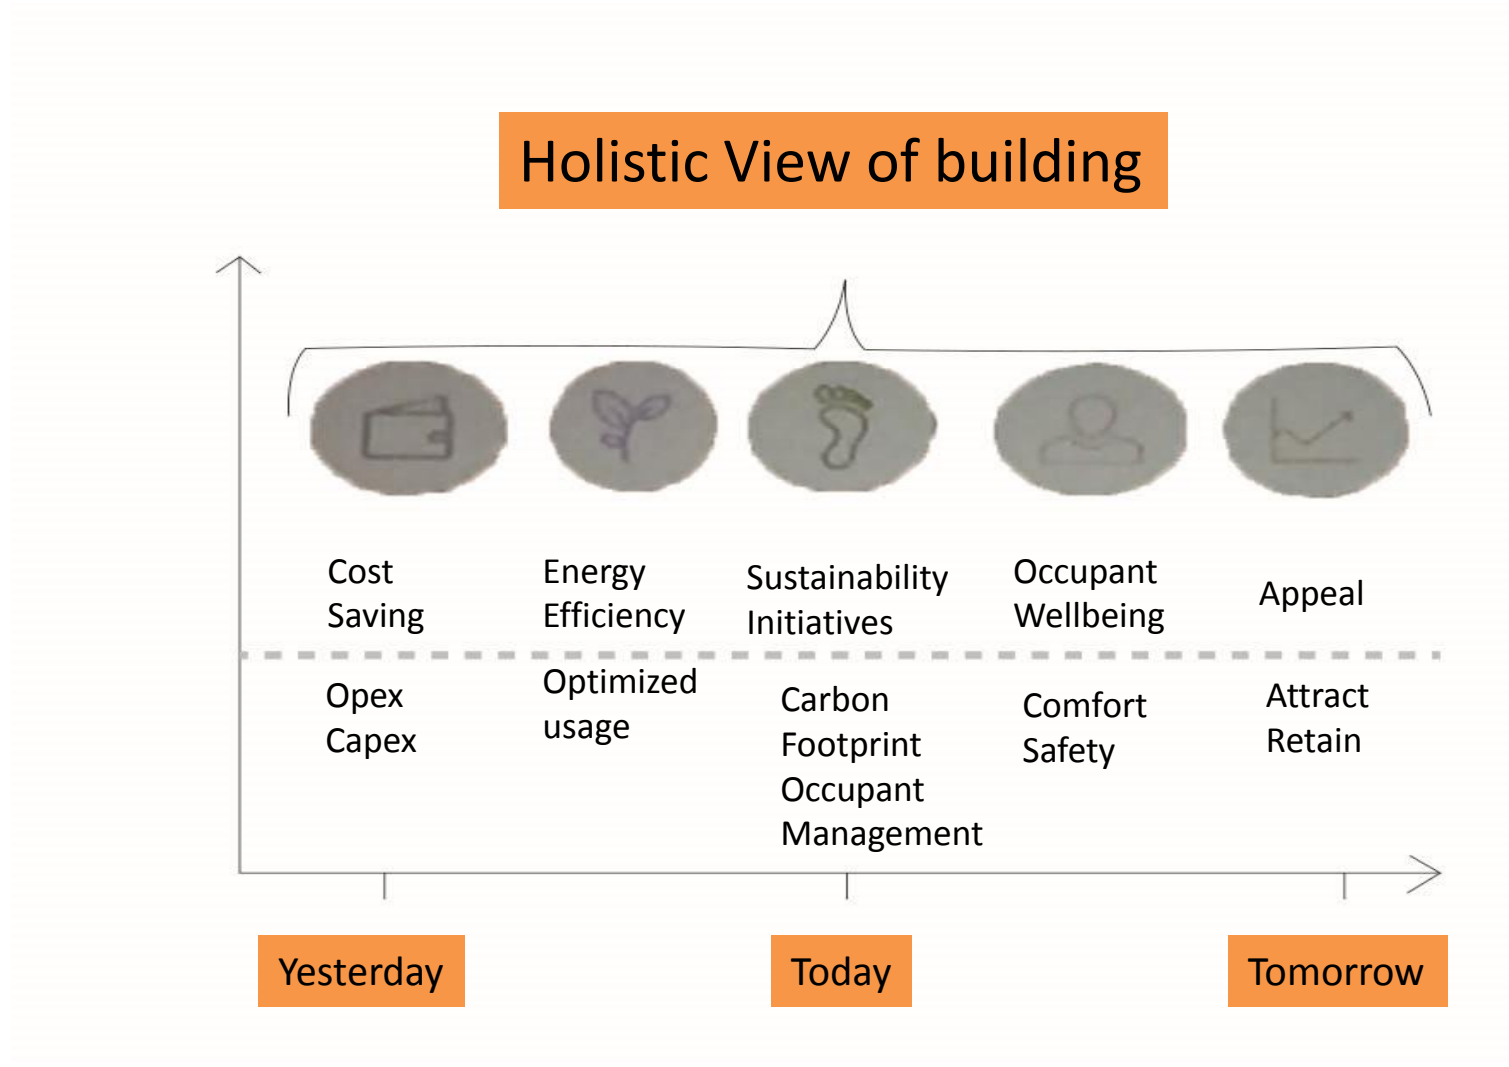 Holistic View of building
Cost
Saving
Energy
Efficiency
Sustainability
Initiatives
Occupant
Wellbeing
Appeal
Opex
Capex
Optimized
usage
Carbon
Footprint
Occupant
Management
Comfort
Safety
Attract
Retain
Yesterday
Today
Tomorrow